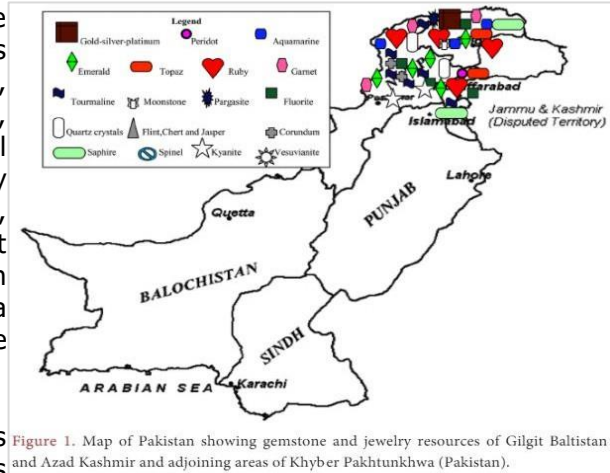 Legend
Gold-silver-platinum Peridot Aquamarine
Emerald Topaz Ruby Garnet
Tourmaline Moonstone Pargasite Fluorite
Quartz crystals Flint,Chert and Jasper Corundum
Saphire Spinel Kyanite Vesuvianite
Jammu & Kashmir
(Disputed Territory)
Islamabad
Lahore
PUNJAB
Quetta
BALOCHISTAN
SINDH
ARABIAN SEA
Karachi
Figure 1. Map of Pakistan showing gemstone and jewelry resources of Gilgit Baltistan
and Azad Kashmir and adjoining areas of Khyber Pakhtunkhwa (Pakistan).